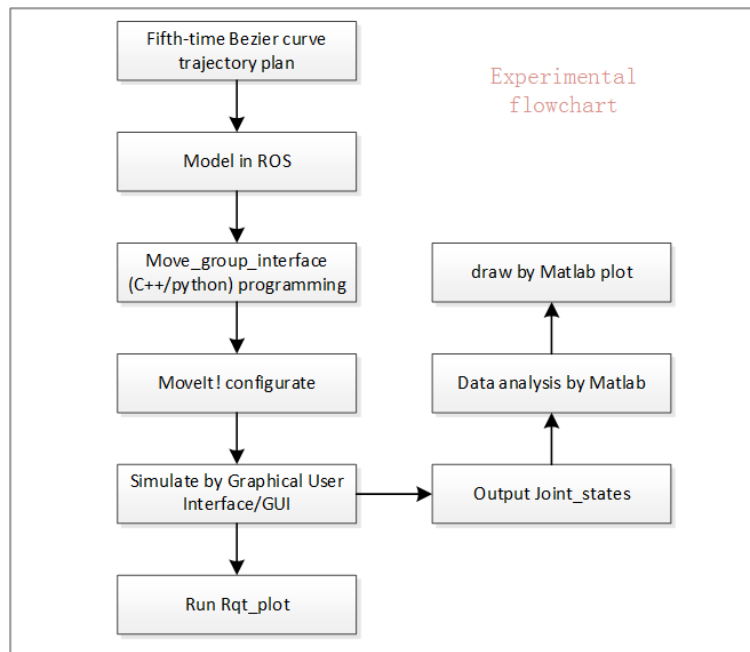 Fifth-time Bezier curve
trajectory plan
Experimental
flowchart
Model in ROS
Move_group_interface
(C++/python) programming
draw by Matlab plot
MoveIt! configurate
Data analysis by Matlab
Simulate by Graphical User
Interface/GUI
Output Joint_states
Run Rqt_plot